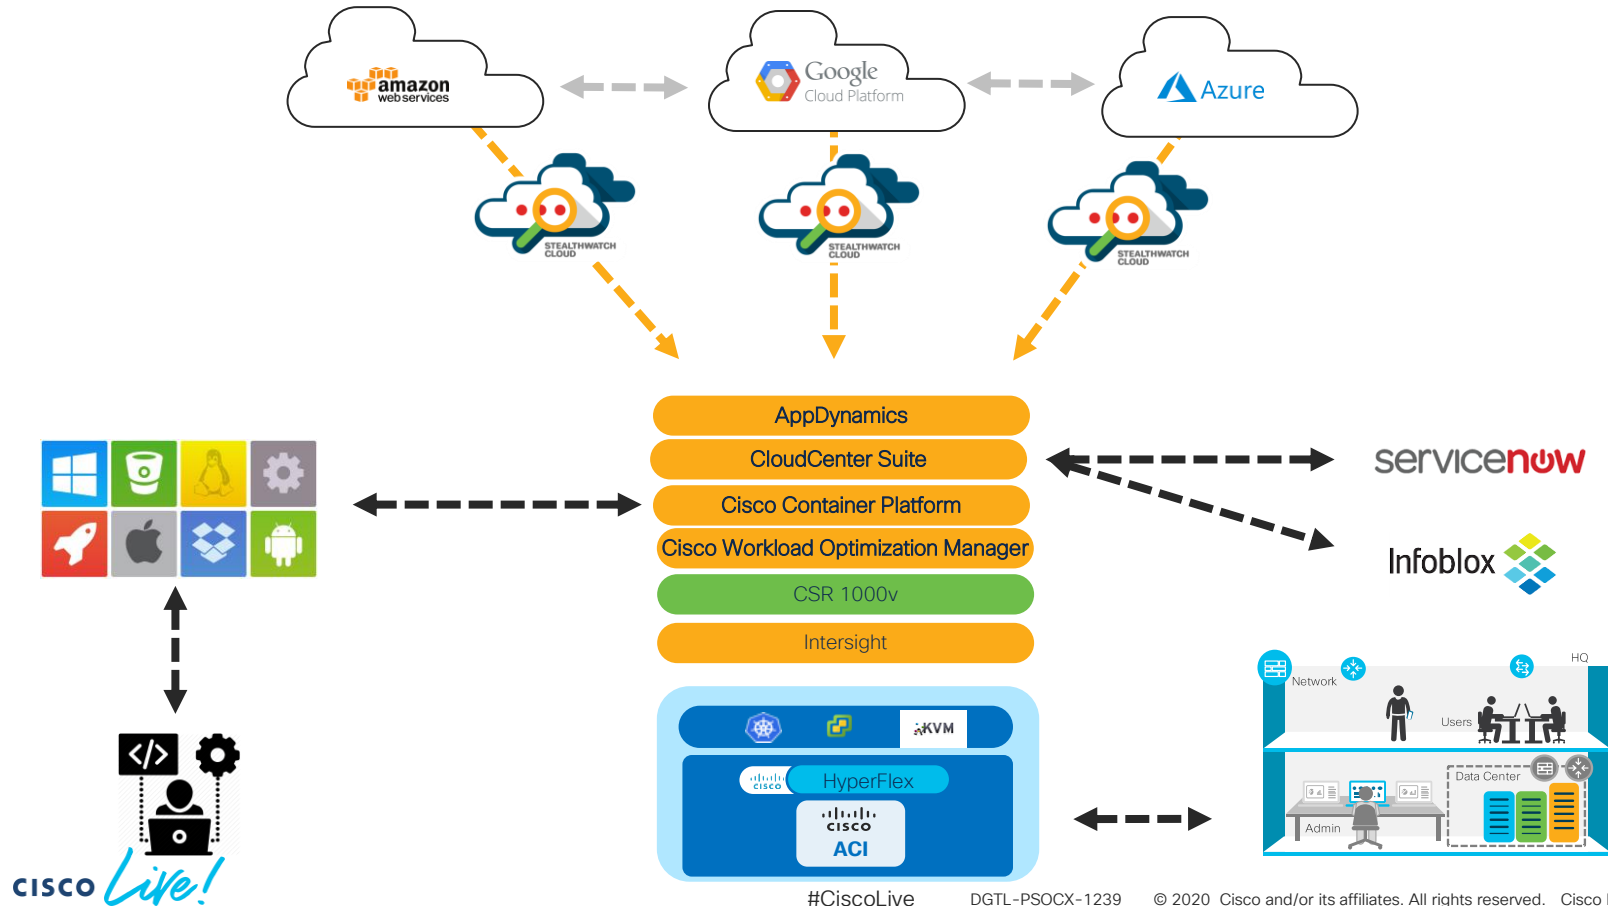 amazon
webservices
Google
Cloud Platform
Azure
STEALTHWATCH
CLOUD
STEALTHWATCH
CLOUD
STEALTHWATCH
CLOUD
AppDynamics
CloudCenter Suite
Cisco Container Platform
Cisco Workload Optimization Manager
CSR 1000v
Intersight
servicenow
Infoblox
KVM
CISCO
HyperFlex
CISCO
ACI
HQ
Network
Users
Data Center
Admin
</>
CISCO Live!
#CiscoLive
DGTL-PSOCX-1239
© 2020 Cisco and/or its affiliates. All rights reserved. Cisco